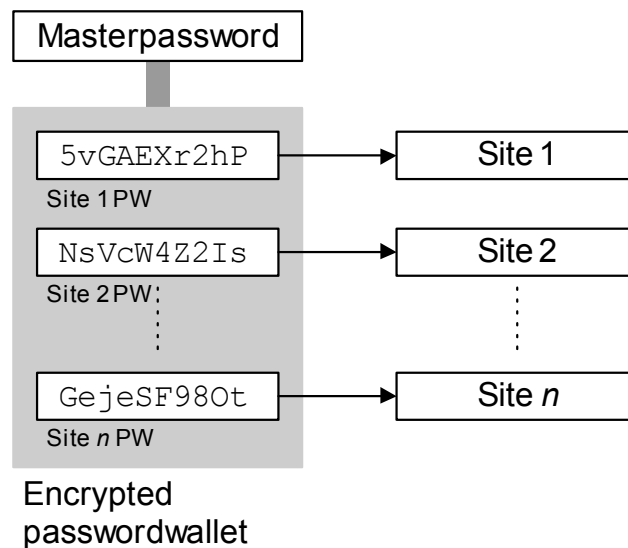 Masterpassword
5vGAEXr2hP
Site 1
Site 1 PW
NsVcW4Z2Is
Site 2
Site 2 PW
GejeSF98Ot
Site n
Site n PW
Encrypted
passwordwallet